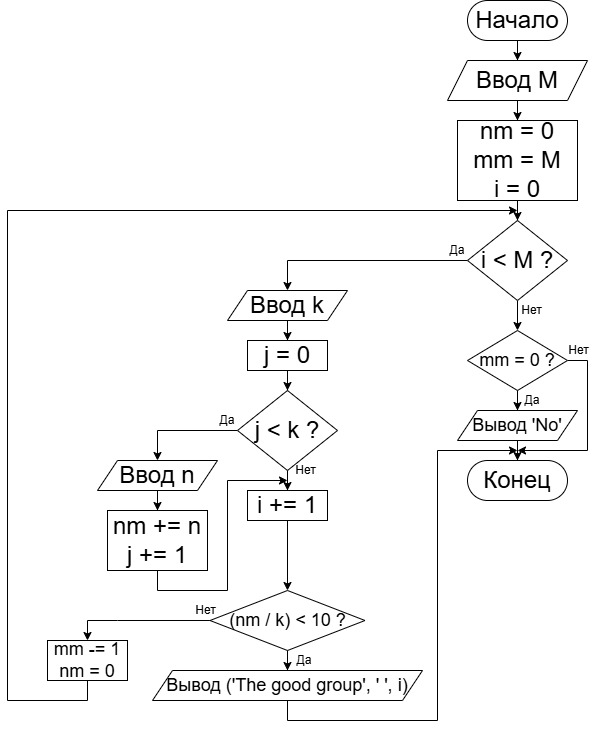 Начало
Ввод M
nm = 0
mm = M
i = 0
i < M ?
Да
Нет
Ввод k
j = 0
mm = 0 ?
Нет
Да
Вывод 'No'
Конец
j < k ?
Да
Нет
Ввод n
nm += n
j += 1
i += 1
(nm / k) < 10 ?
Нет
Да
mm -= 1
nm = 0
Вывод ('The good group', ' ', i)